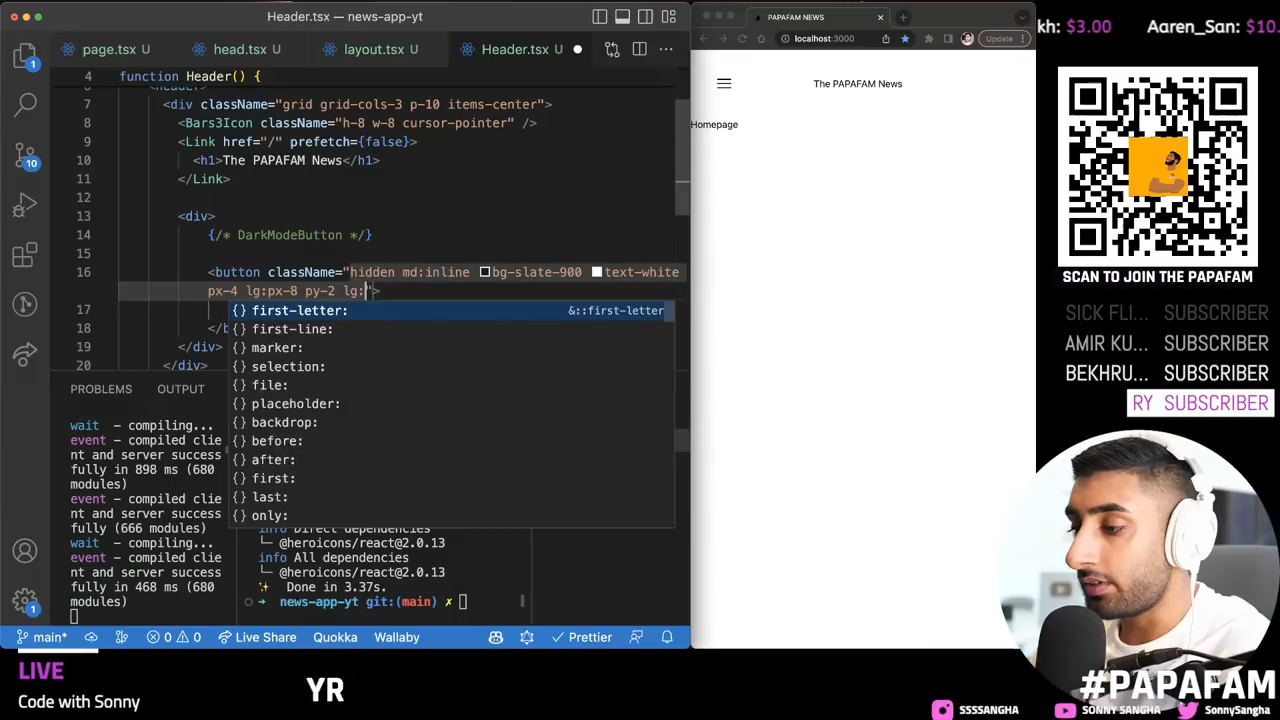 Header.tsx — news-app-yt
page.tsx U
head.tsx U
layout.tsx U
Header.tsx U
4 function Header() {
7 <div className="grid grid-cols-3 p-10 items-center">
8 <Bars3Icon className="h-8 w-8 cursor-pointer" />
9 <Link href="/" prefetch={false}>
10 <h1>The PAPAFAM News</h1>
11 </Link>
12
13 <div>
14 {/* DarkModeButton */}
15
16 <button className="hidden md:inline bg-slate-900 text-white
px-4 lg:px-8 py-2 lg:">
17
18 </b
19 </div>
20 </div>
{} first-letter: &::first-letter
{} first-line:
{} marker:
{} selection:
{} file:
{} placeholder:
{} backdrop:
{} before:
{} after:
{} first:
{} last:
{} only:
1
10
1
PROBLEMS OUTPUT
wait – compiling...
event – compiled clie
nt and server success
fully in 898 ms (680
modules)
event – compiled clie
nt and server success
fully (666 modules)
wait – compiling...
event – compiled clie
nt and server success
fully in 468 ms (680
modules)
info Direct dependencies
└─ @heroicons/react@2.0.13
info All dependencies
└─ @heroicons/react@2.0.13
✨ Done in 3.37s.
➜ news-app-yt git:(main) ✗
main* 0 0 Live Share Quokka Wallaby Prettier
PAPAFAM NEWS
localhost:3000
Update
The PAPAFAM News
Homepage
kh: $3.00 Aaren_San: $10.
SCAN TO JOIN THE PAPAFAM
SICK FLI... SUBSCRIBER
AMIR KU... SUBSCRIBER
BEKHRU... SUBSCRIBER
RY SUBSCRIBER
LIVE
Code with Sonny
YR
#PAPAFAM
SSSSANGHA SONNY SANGHA SonnySangha